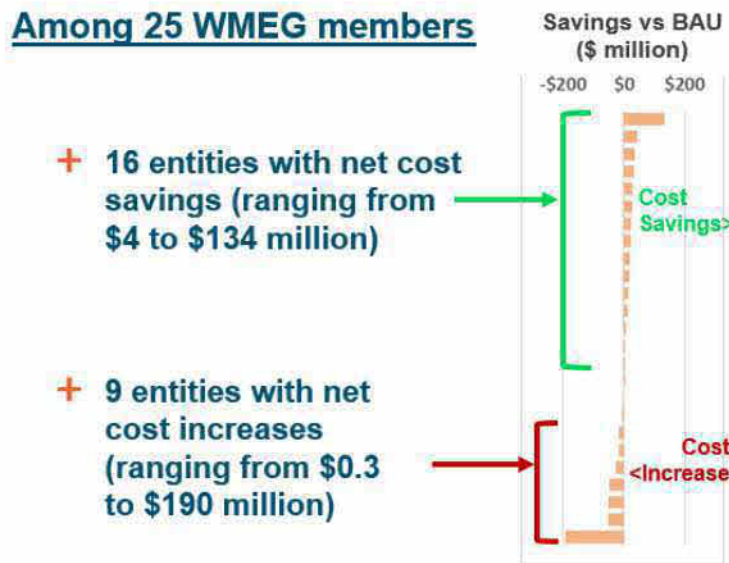 Among 25 WMEG members
Savings vs BAU
($ million)
-$200 $0 $200
+ 16 entities with net cost
savings (ranging from
$4 to $134 million)
Cost
Savings>
+ 9 entities with net
cost increases
(ranging from $0.3
to $190 million)
Cost
<Increase